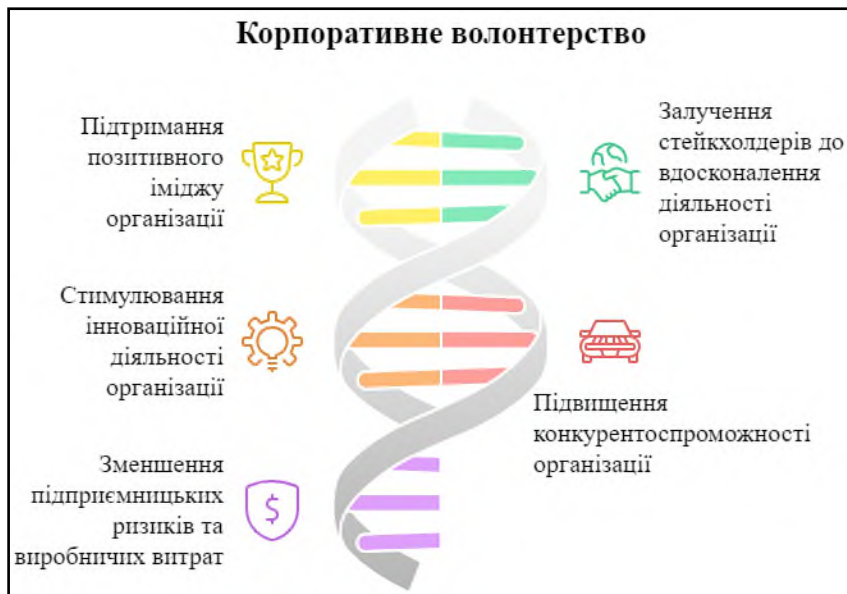 Корпоративне волонтерство
Підтримання
позитивного
іміджу
організації
Залучення
стейкхолдерів до
вдосконалення
діяльності
організації
Стимулювання
інноваційної
діяльності
організації
Підвищення
конкурентоспроможності
організації
Зменшення
підприємницьких
ризиків та
виробничих витрат
$